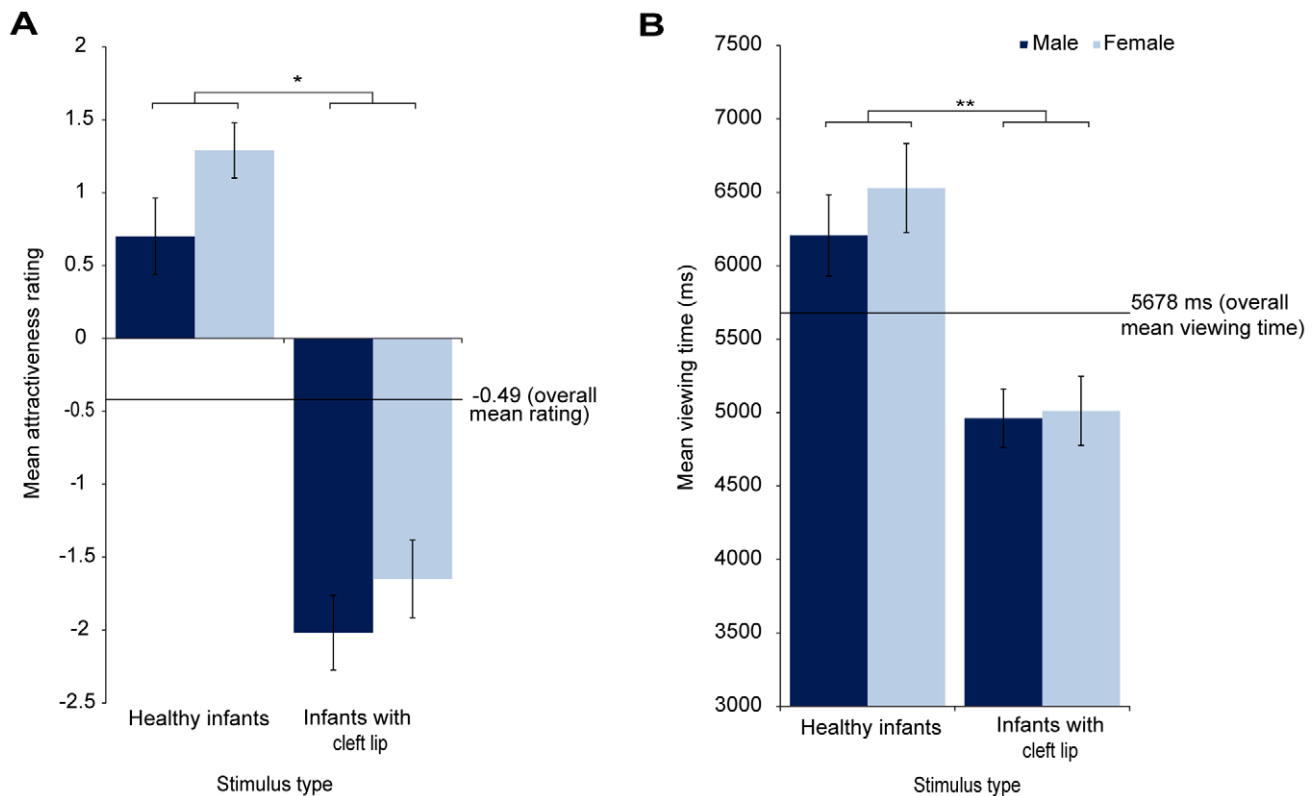 A
2
1.5
1
0.5
0
-0.5
-1
-1.5
-2
-2.5
Mean attractiveness rating
*
-0.49 (overall
mean rating)
Healthy infants
Infants with
cleft lip
Stimulus type
B
Male
Female
7500
7000
6500
6000
5500
5000
4500
4000
3500
3000
Mean viewing time (ms)
**
5678 ms (overall
mean viewing time)
Healthy infants
Infants with
cleft lip
Stimulus type